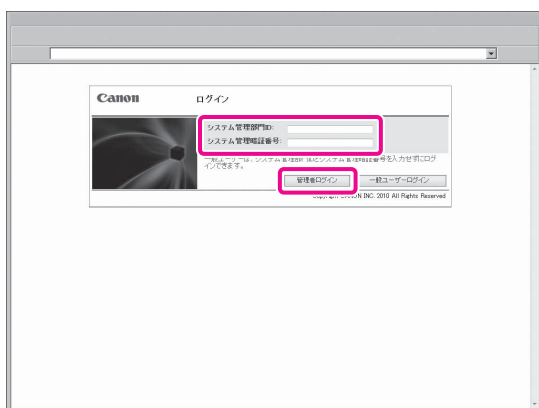 Canon
ログイン
システム管理部門ID:
システム管理暗証番号:
一般ユーザーは、システム管理部門IDとシステム管理暗証番号を入力せずにログ
インできます。
管理者ログイン
一般ユーザーログイン
Copyright CANON INC. 2010 All Rights Reserved